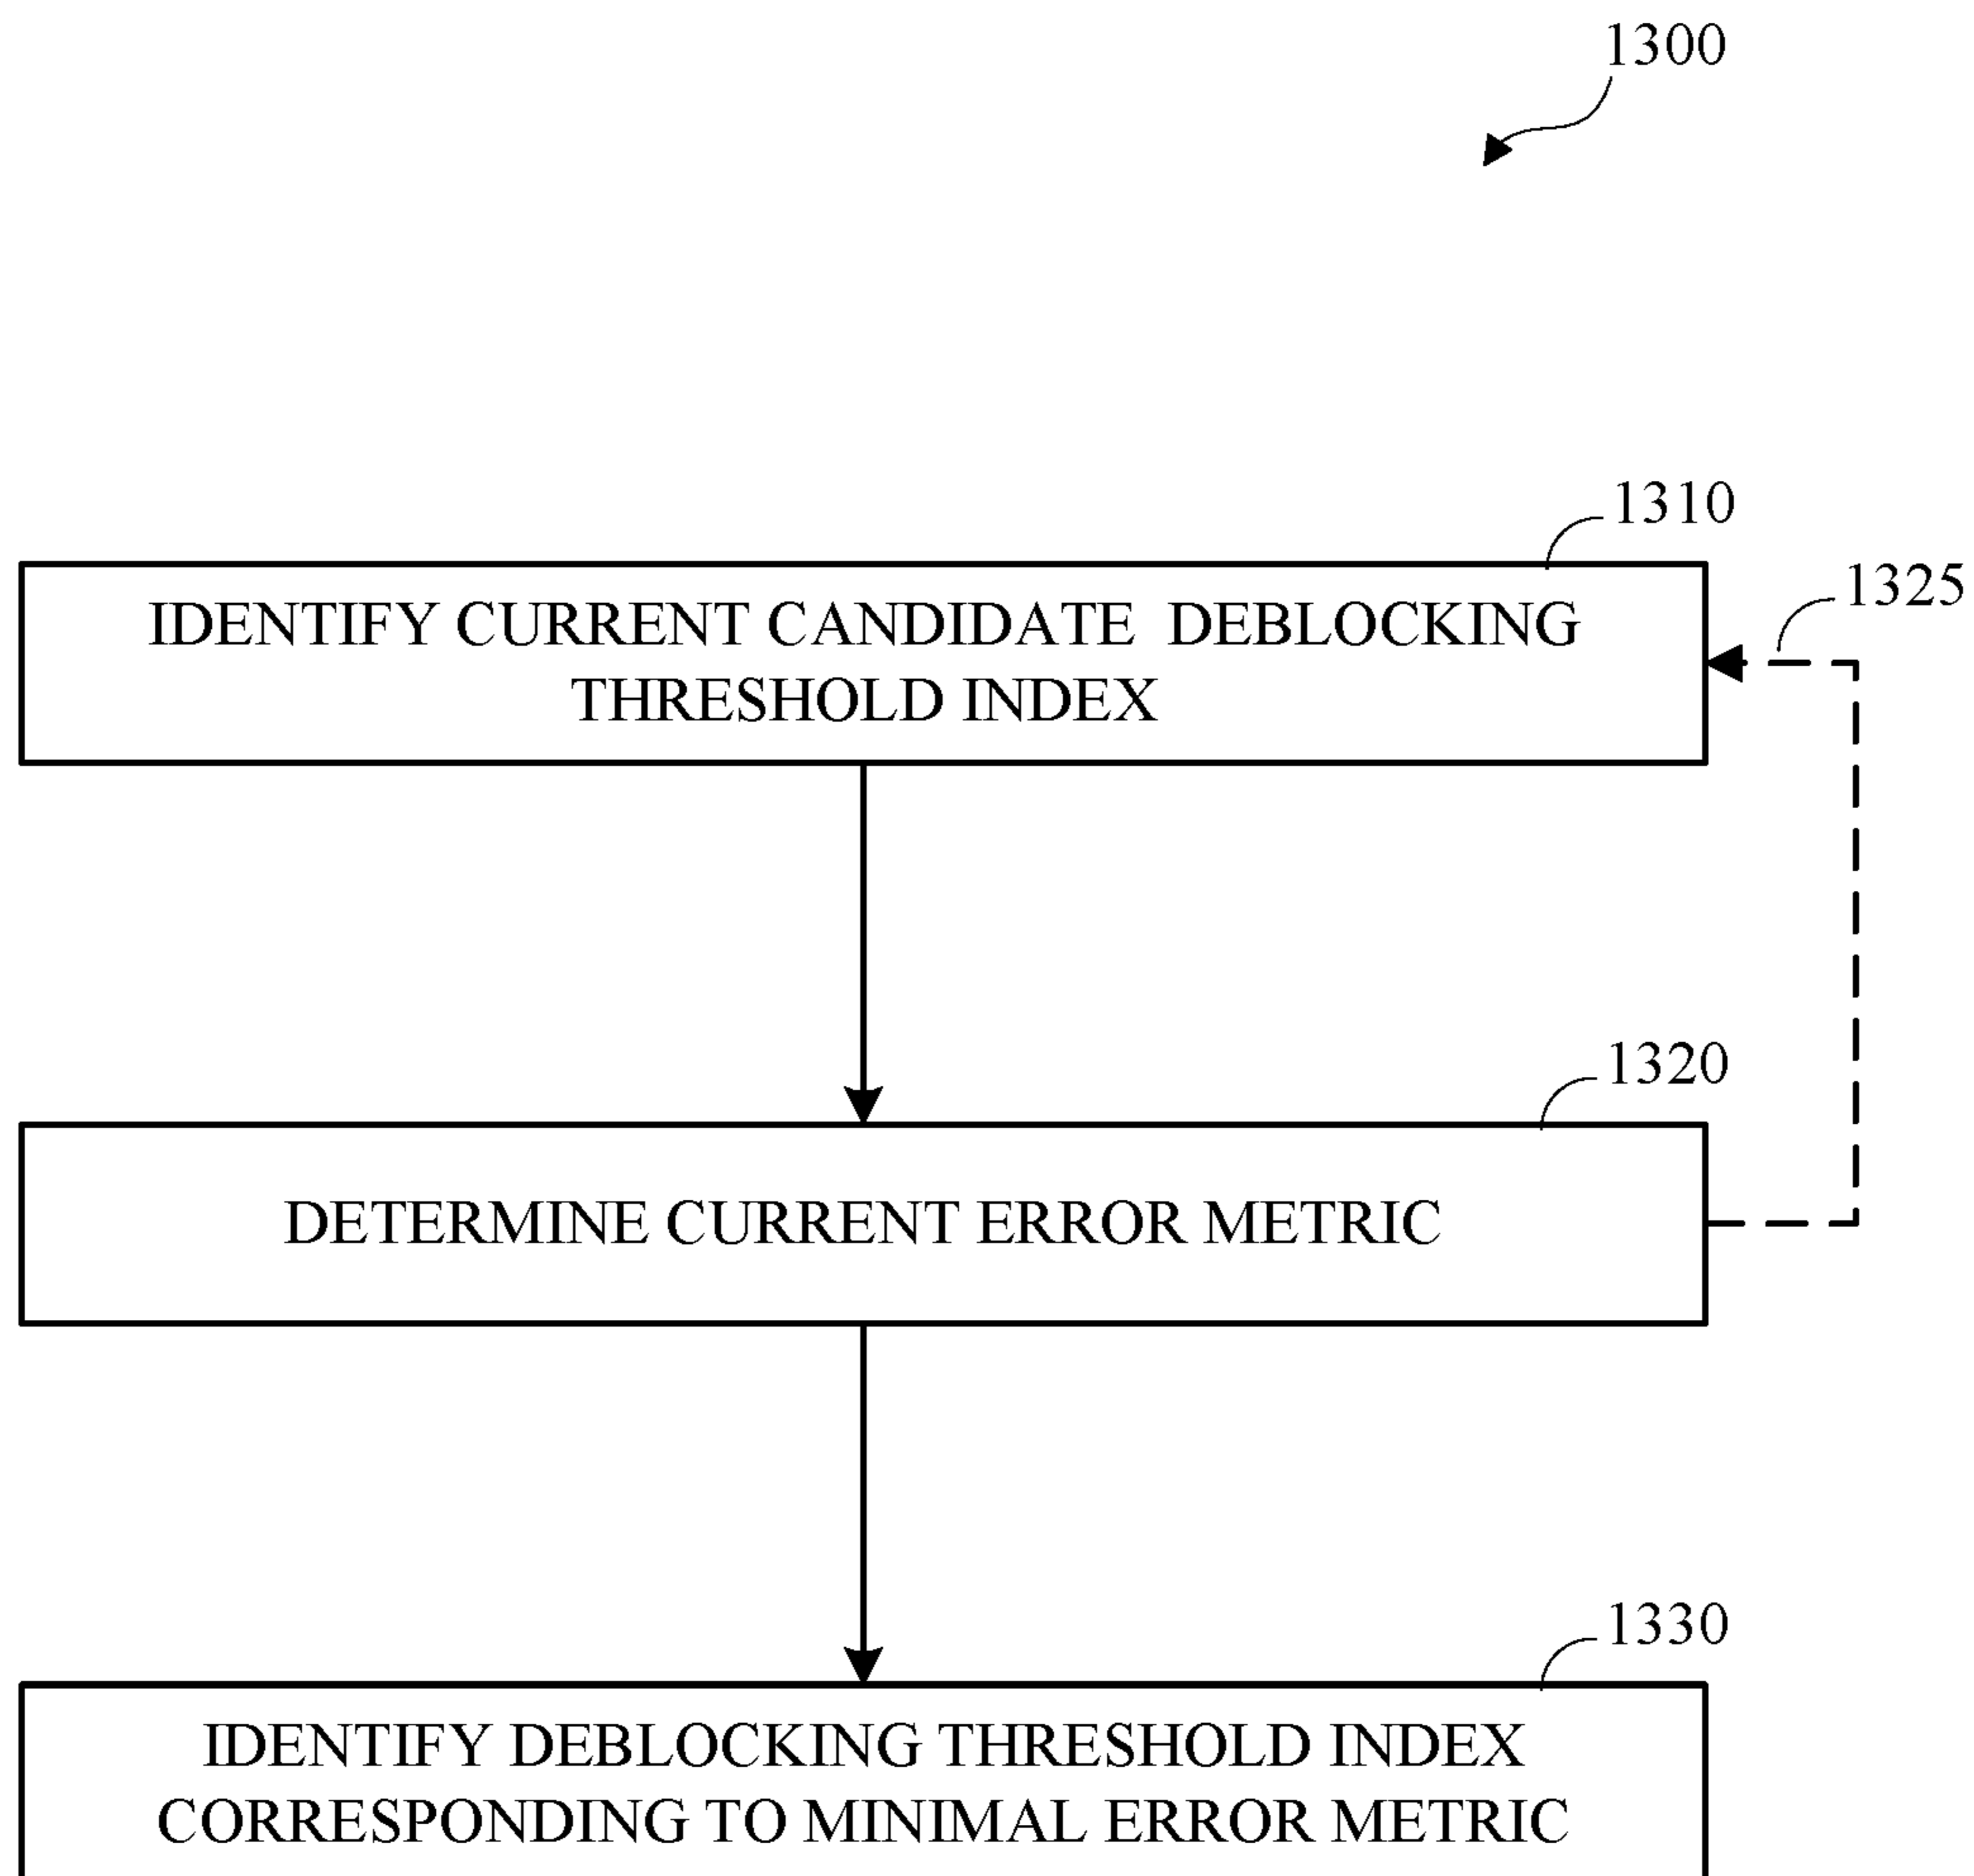 1300
1310
1325
IDENTIFY CURRENT CANDIDATE DEBLOCKING
THRESHOLD INDEX
1320
DETERMINE CURRENT ERROR METRIC
1330
IDENTIFY DEBLOCKING THRESHOLD INDEX
CORRESPONDING TO MINIMAL ERROR METRIC